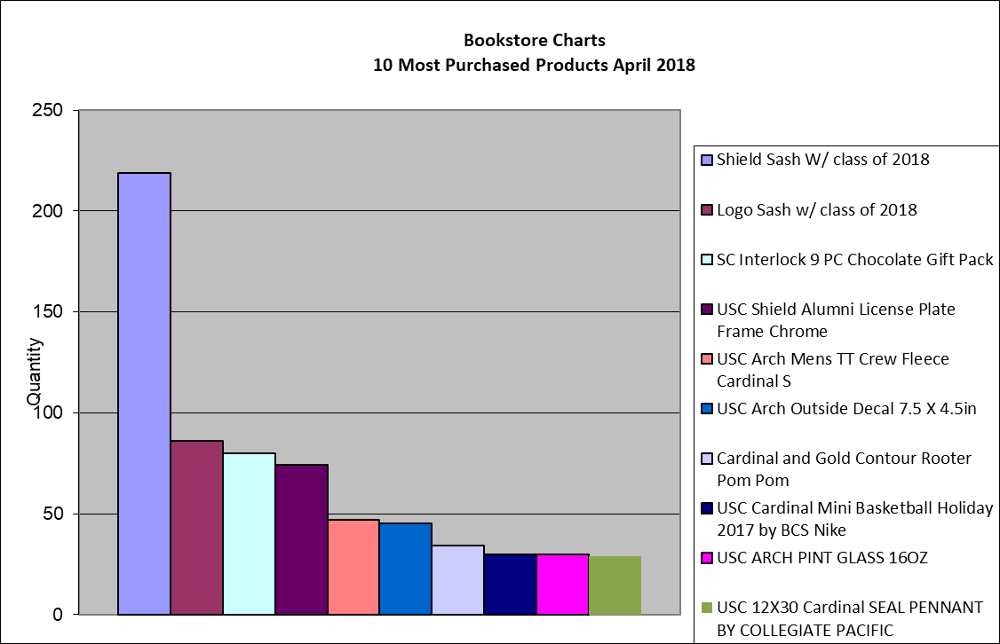 Bookstore Charts
10 Most Purchased Products April 2018
250
200
150
100
50
0
Quantity
Shield Sash W/ class of 2018
Logo Sash w/ class of 2018
SC Interlock 9 PC Chocolate Gift Pack
USC Shield Alumni License Plate
Frame Chrome
USC Arch Mens TT Crew Fleece
Cardinal S
USC Arch Outside Decal 7.5 X 4.5in
Cardinal and Gold Contour Rooter
Pom Pom
USC Cardinal Mini Basketball Holiday
2017 by BCS Nike
USC ARCH PINT GLASS 16OZ
USC 12X30 Cardinal SEAL PENNANT
BY COLLEGIATE PACIFIC